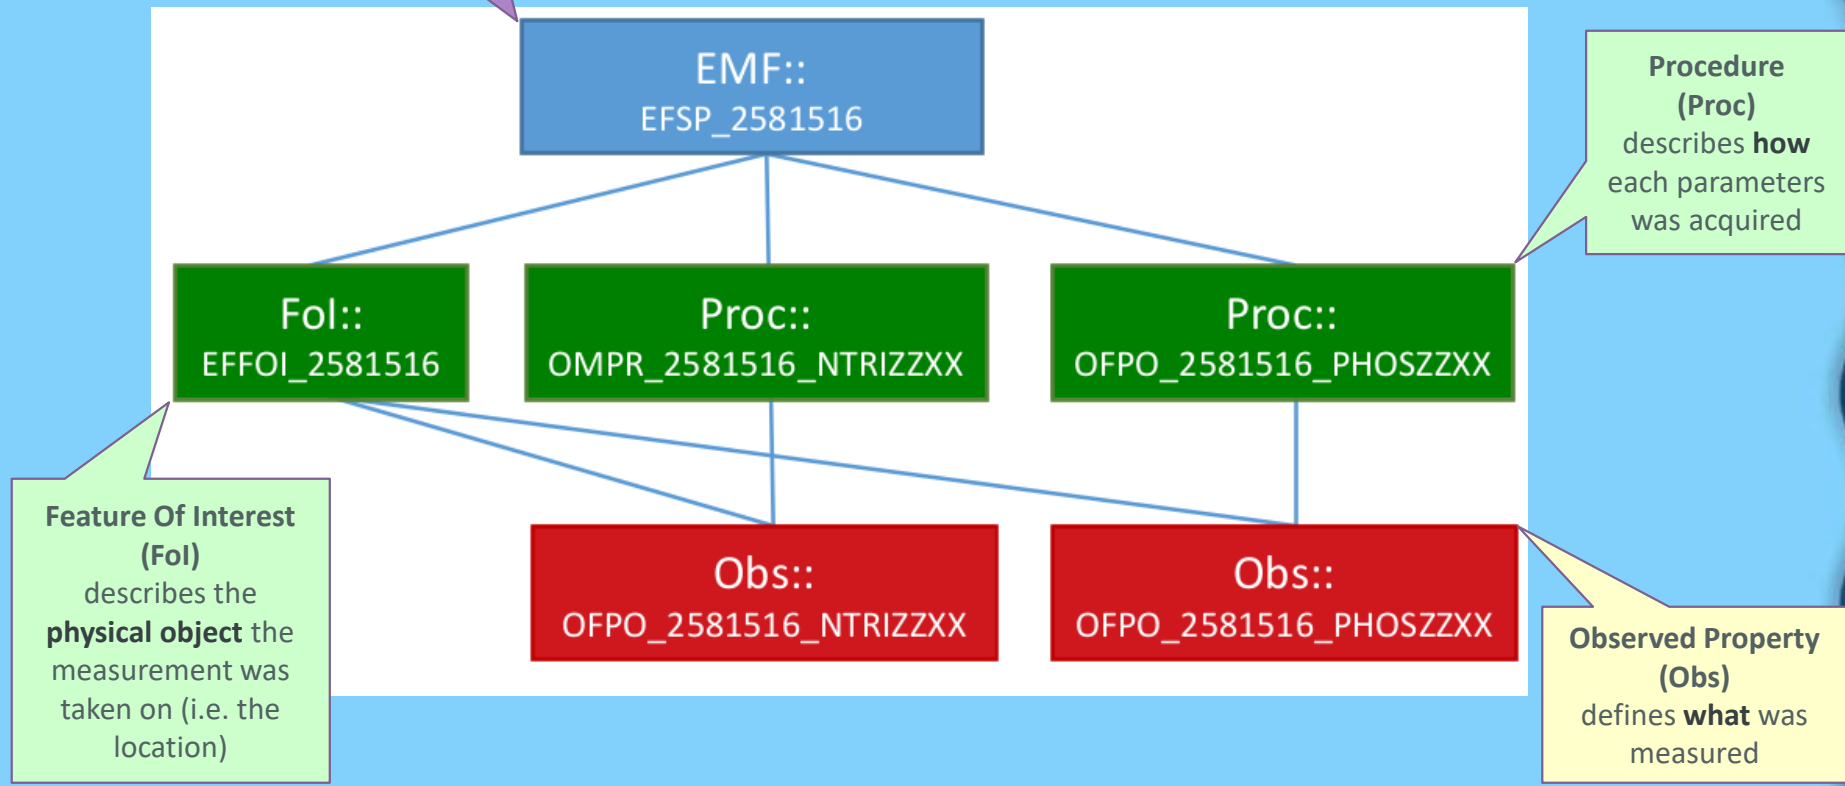 EMF::
EFSP_2581516
Procedure
(Proc)
describes how
each parameters
was acquired
FoI::
EFFOI_2581516
Proc::
OMPR_2581516_NTRIZZXX
Proc::
OFPO_2581516_PHOSZZXX
Feature Of Interest
(FoI)
describes the
physical object the
measurement was
taken on (i.e. the
location)
Obs::
OFPO_2581516_NTRIZZXX
Obs::
OFPO_2581516_PHOSZZXX
Observed Property
(Obs)
defines what was
measured